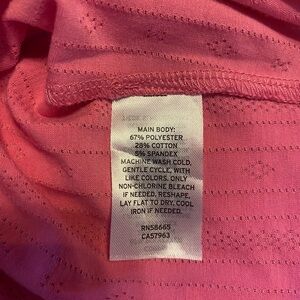 MAIN BODY:
67% POLYESTER
28% COTTON
5% SPANDEX
MACHINE WASH COLD,
GENTLE CYCLE, WITH
LIKE COLORS. ONLY
NON-CHLORINE BLEACH
IF NEEDED. RESHAPE,
LAY FLAT TO DRY, COOL
IRON IF NEEDED.
RN58665
CA57963